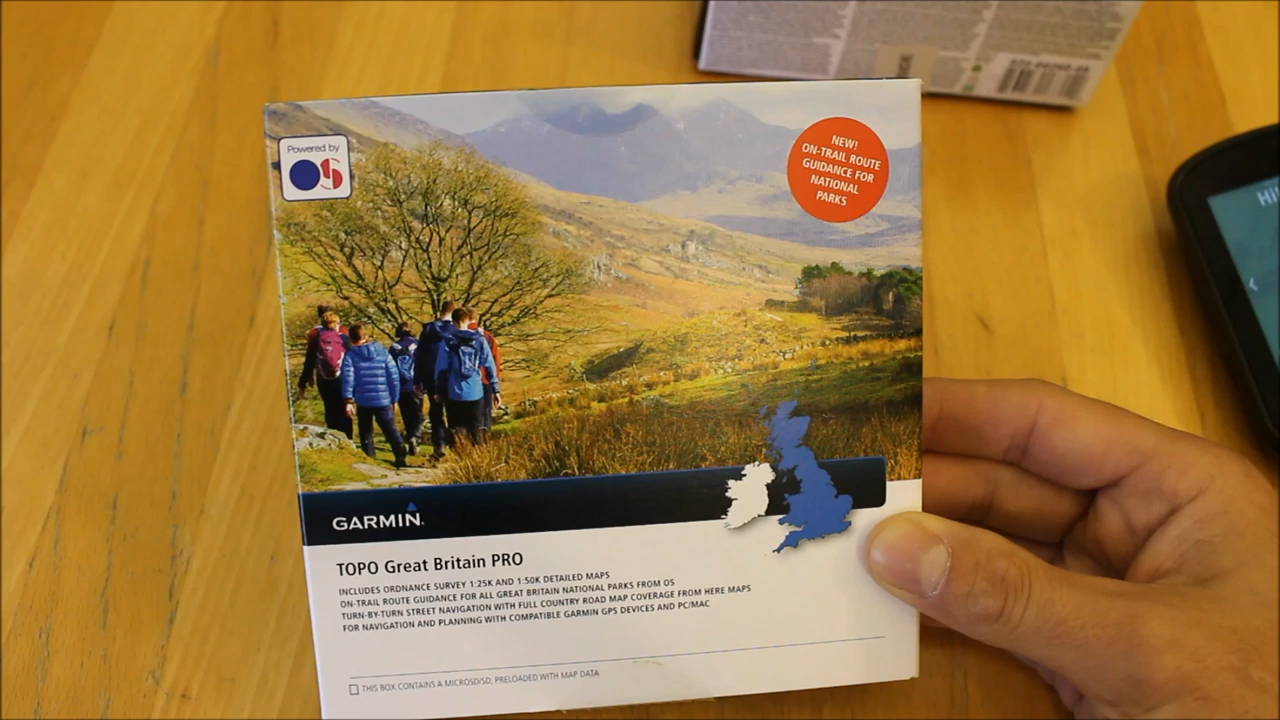 Powered by
OS
NEW!
ON-TRAIL ROUTE
GUIDANCE FOR
NATIONAL
PARKS
HI
GARMIN.
TOPO Great Britain PRO
INCLUDES ORDNANCE SURVEY 1:25K AND 1:50K DETAILED MAPS
ON-TRAIL ROUTE GUIDANCE FOR ALL GREAT BRITAIN NATIONAL PARKS FROM OS
TURN-BY-TURN STREET NAVIGATION WITH FULL COUNTRY ROAD MAP COVERAGE FROM HERE MAPS
FOR NAVIGATION AND PLANNING WITH COMPATIBLE GARMIN GPS DEVICES AND PC/MAC
THIS BOX CONTAINS A MICROSD/SD, PRELOADED WITH MAP DATA